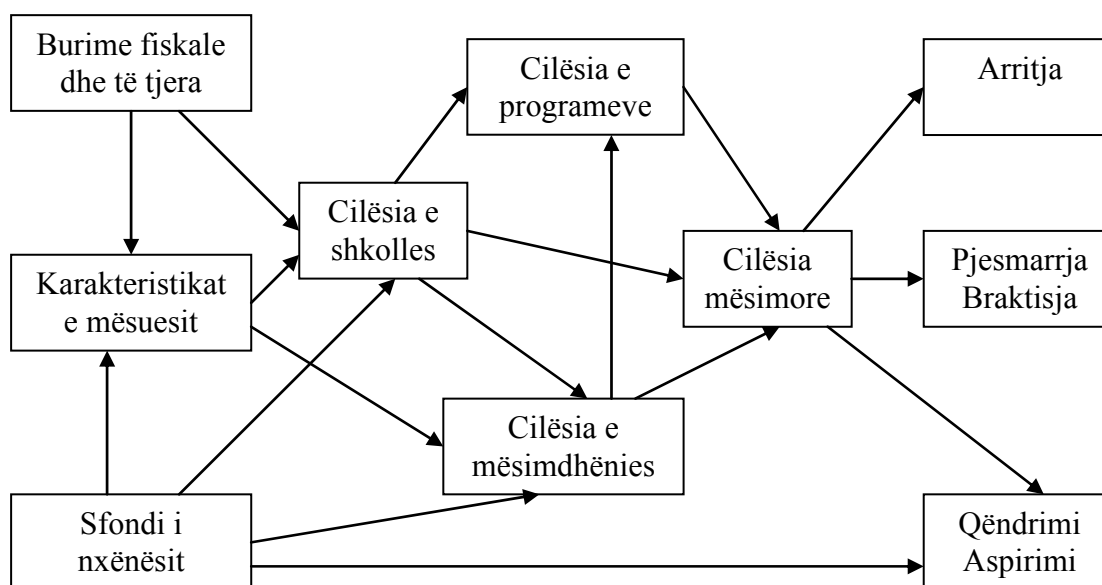 Burime fiskale
dhe të tjera
Cilësia e
programeve
Arritja
Cilësia e
shkolles
Karakteristikat
e mësuesit
Cilësia
mësimore
Pjesmarrja
Braktisja
Cilësia e
mësimdhënies
Sfondi i
nxënësit
Qëndrimi
Aspirimi